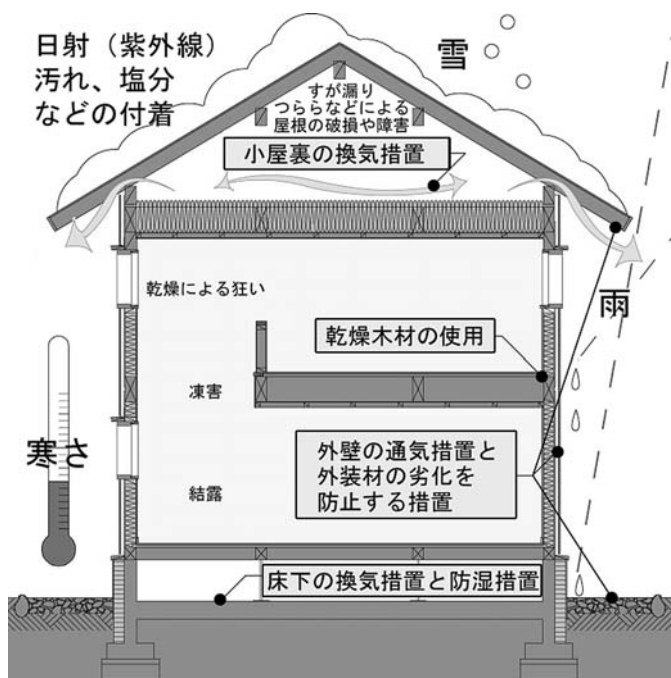 日射（紫外線）
汚れ、塩分
などの付着
雪
すが漏り
つららなどによる
屋根の破損や障害
小屋裏の換気措置
乾燥による狂い
雨
乾燥木材の使用
凍害
寒さ
外壁の通気措置と
外装材の劣化を
防止する措置
結露
床下の換気措置と防湿措置